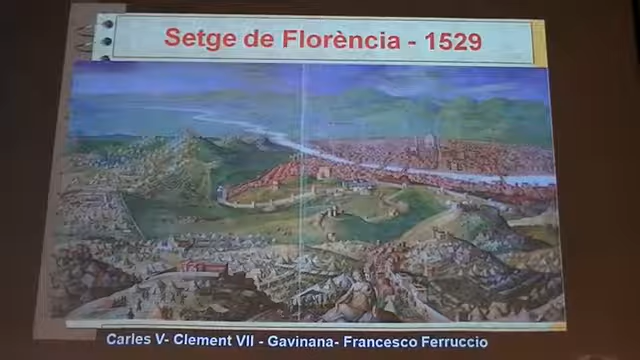 Setge de Florència - 1529
Carles V- Clement VII - Gavinana- Francesco Ferruccio